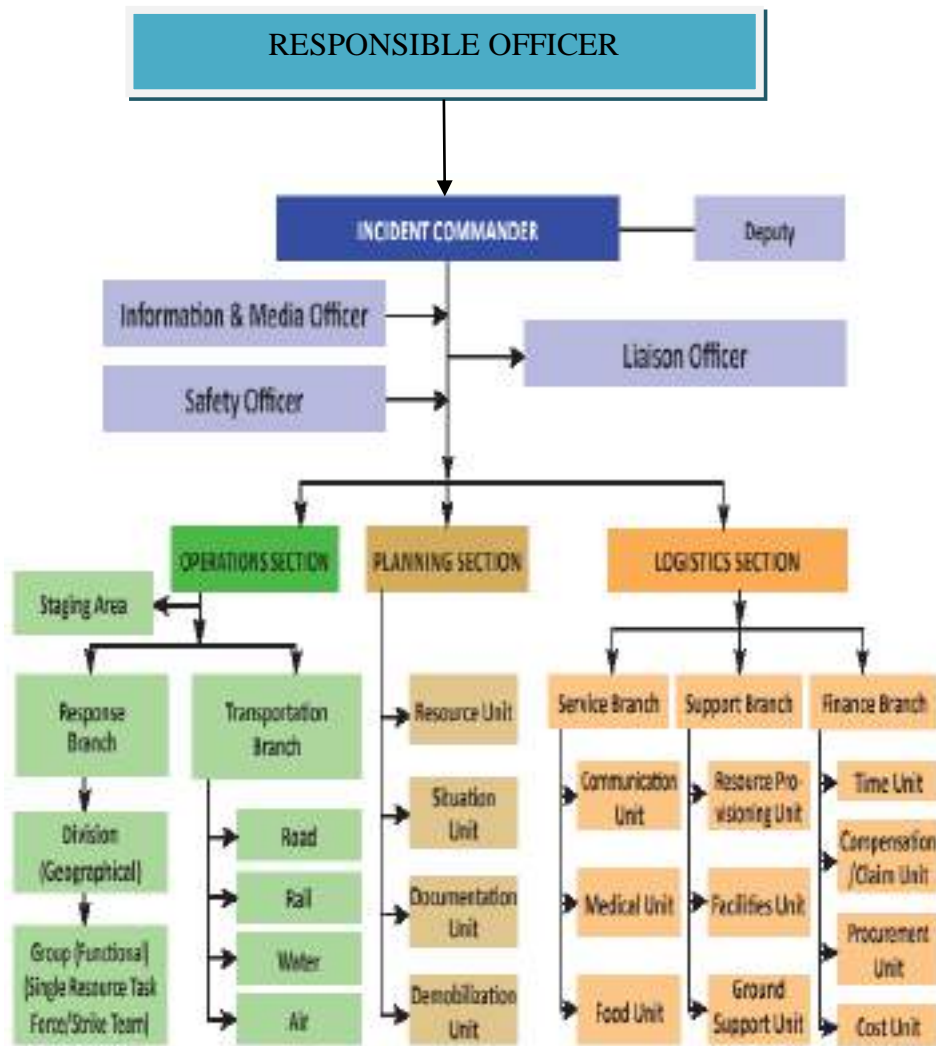 RESPONSIBLE OFFICER
INCIDENT COMMANDER
Deputy
Information & Media Officer
Liaison Officer
Safety Officer
OPERATIONS SECTION
PLANNING SECTION
LOGISTICS SECTION
Staging Area
Response
Branch
Transportation
Branch
Resource Unit
Service Branch
Support Branch
Finance Branch
Situation
Unit
Communication
Unit
Resource Pro-
visioning Unit
Time Unit
Division
(Geographical)
Road
Compensation
/Claim Unit
Rail
Documentation
Unit
Medical Unit
Facilities Unit
Procurement
Unit
Group (Functional)
(Single Resource Task
Force/Strike Team)
Water
Air
Demobilization
Unit
Food Unit
Ground
Support Unit
Cost Unit